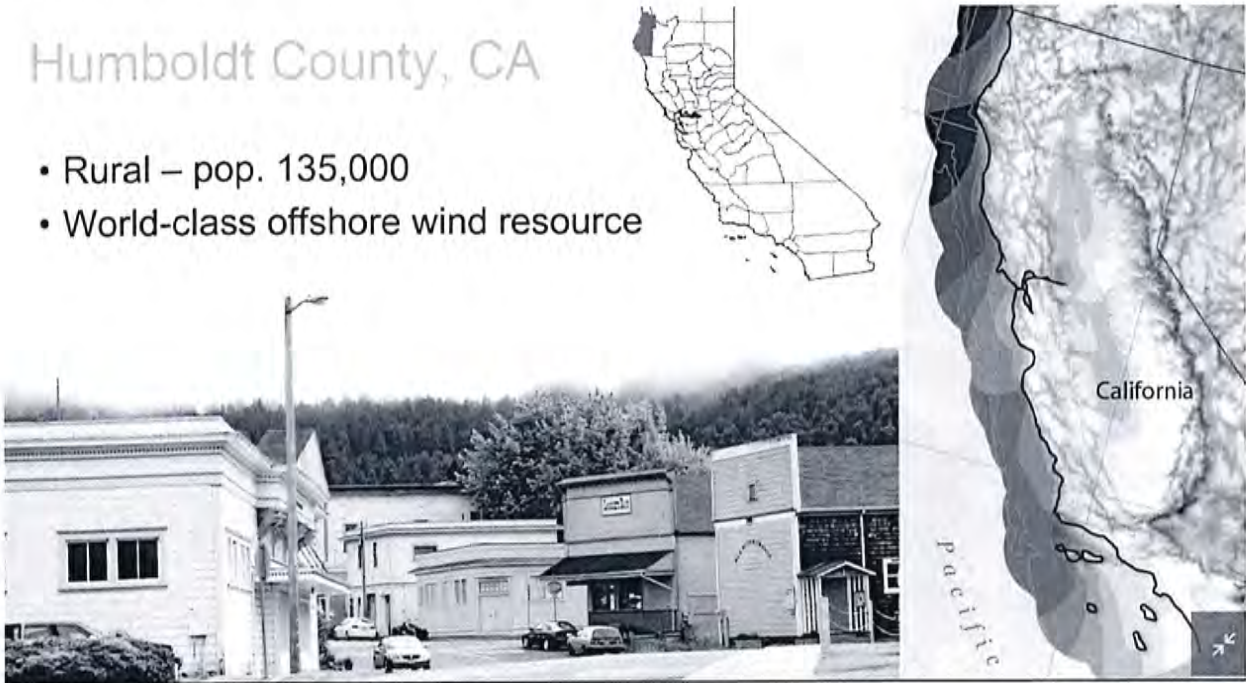 Humboldt County, CA
• Rural – pop. 135,000
• World-class offshore wind resource
California
Pacific